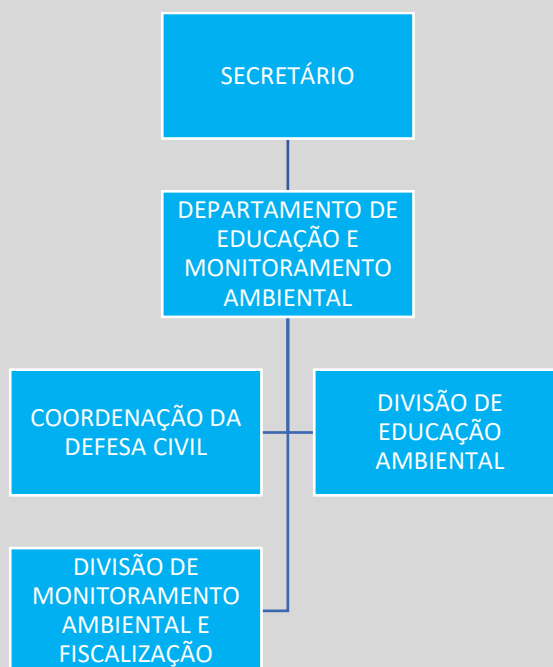 SECRETÁRIO
DEPARTAMENTO DE
EDUCAÇÃO E
MONITORAMENTO
AMBIENTAL
COORDENAÇÃO DA
DEFESA CIVIL
DIVISÃO DE
EDUCAÇÃO
AMBIENTAL
DIVISÃO DE
MONITORAMENTO
AMBIENTAL E
FISCALIZAÇÃO